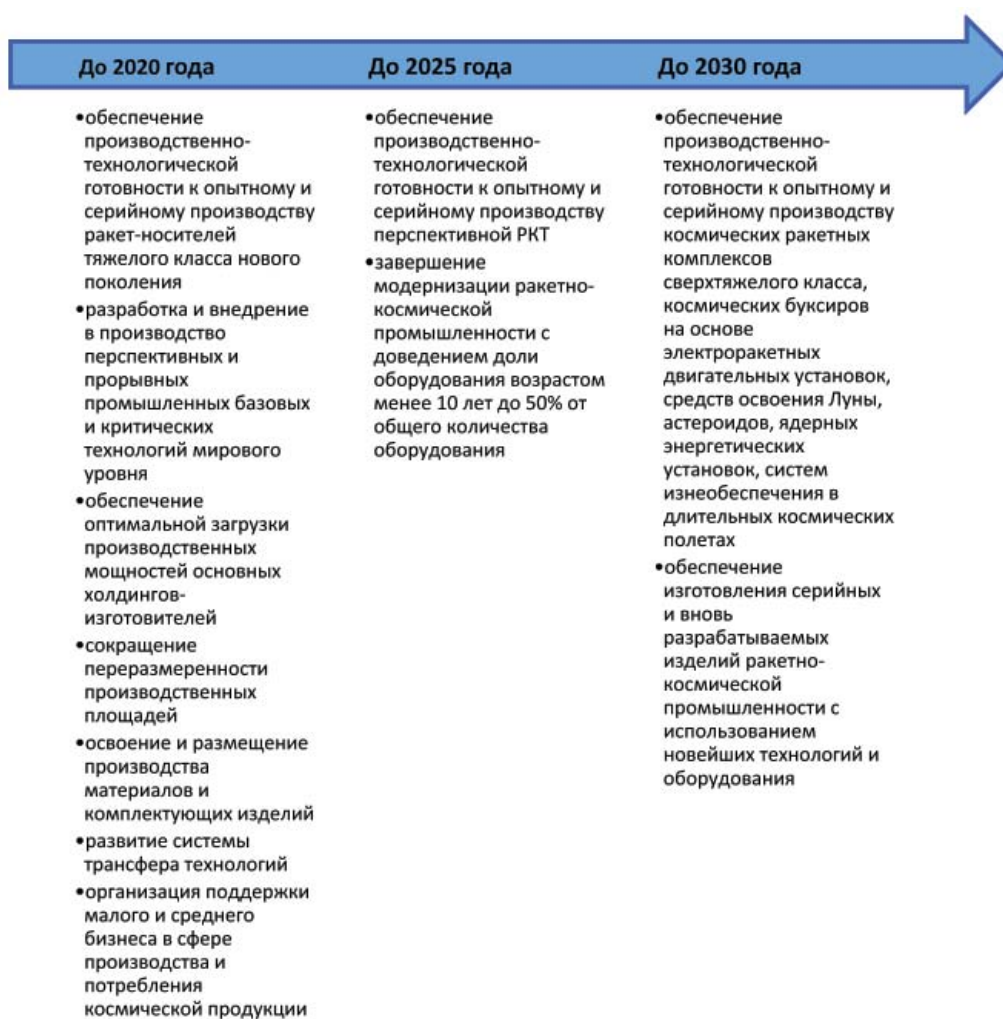 До 2020 года
До 2025 года
До 2030 года
•обеспечение
производственно-
технологической
готовности к опытному и
серийному производству
ракет-носителей
тяжелого класса нового
поколения
•разработка и внедрение
в производство
перспективных и
прорывных
промышленных базовых
и критических
технологий мирового
уровня
•обеспечение
оптимальной загрузки
производственных
мощностей основных
холдингов-
изготовителей
•сокращение
переразмеренности
производственных
площадей
•освоение и размещение
производства
материалов и
комплектующих изделий
•развитие системы
трансфера технологий
•организация поддержки
малого и среднего
бизнеса в сфере
производства и
потребления
космической продукции
•обеспечение
производственно-
технологической
готовности к опытному и
серийному производству
перспективной РКТ
•завершение
модернизации ракетно-
космической
промышленности с
доведением доли
оборудования возрастом
менее 10 лет до 50% от
общего количества
оборудования
•обеспечение
производственно-
технологической
готовности к опытному и
серийному производству
космических ракетных
комплексов
сверхтяжелого класса,
космических буксиров
на основе
электроракетных
двигательных установок,
средств освоения Луны,
астероидов, ядерных
энергетических
установок, систем
изнеобеспечения в
длительных космических
полетах
•обеспечение
изготовления серийных
и вновь
разрабатываемых
изделий ракетно-
космической
промышленности с
использованием
новейших технологий и
оборудования